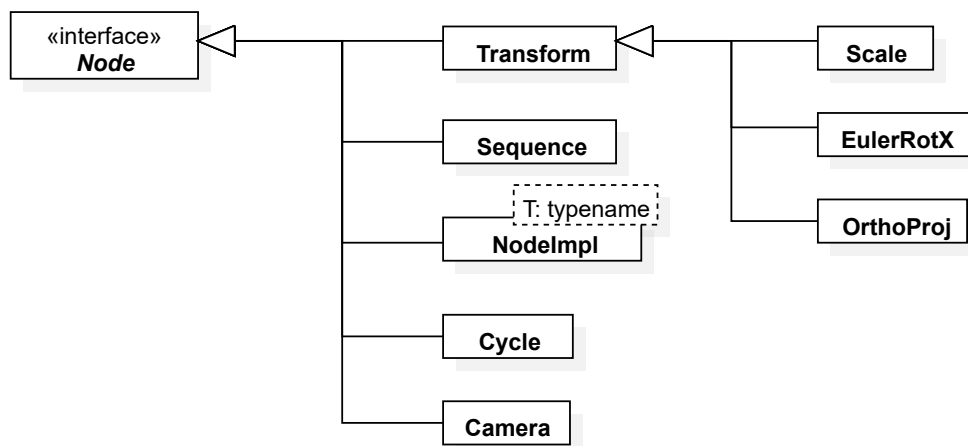 «interface»
Node
Transform
Scale
Sequence
EulerRotX
T: typename
NodeImpl
OrthoProj
Cycle
Camera